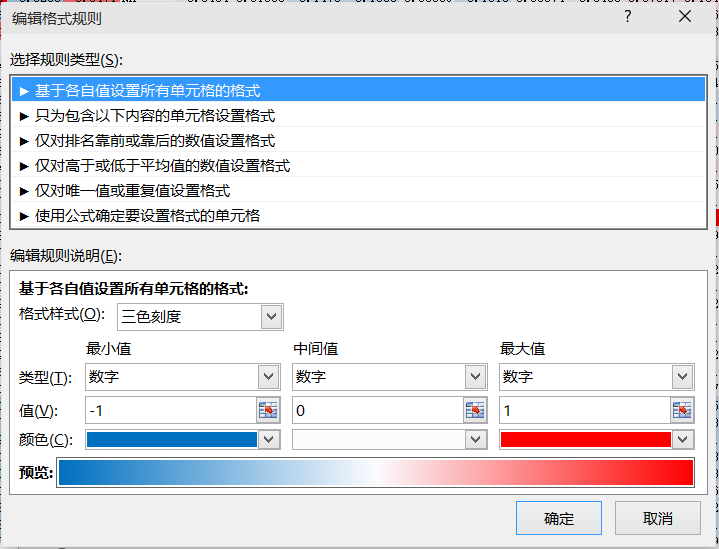 编辑格式规则
?
选择规则类型(S):
► 基于各自值设置所有单元格的格式
► 只为包含以下内容的单元格设置格式
► 仅对排名靠前或靠后的数值设置格式
► 仅对高于或低于平均值的数值设置格式
► 仅对唯一值或重复值设置格式
► 使用公式确定要设置格式的单元格
编辑规则说明(E):
基于各自值设置所有单元格的格式:
格式样式(O): 三色刻度
最小值 中间值 最大值
类型(T): 数字 数字 数字
值(V): -1 0 1
颜色(C):
预览:
确定 取消